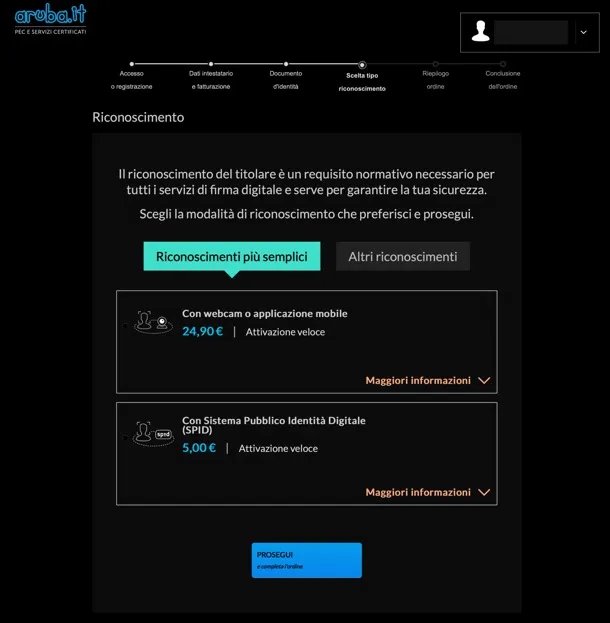 aruba.it
PEC E SERVIZI CERTIFICATI
Accesso
o registrazione
Dati intestatario
e fatturazione
Documento
d'identità
Scelta tipo
riconoscimento
Riepilogo
ordine
Conclusione
dell'ordine
Riconoscimento
Il riconoscimento del titolare è un requisito normativo necessario per
tutti i servizi di firma digitale e serve per garantire la tua sicurezza.
Scegli la modalità di riconoscimento che preferisci e prosegui.
Riconoscimenti più semplici
Altri riconoscimenti
Con webcam o applicazione mobile
24,90 € | Attivazione veloce
Maggiori informazioni
spid
Con Sistema Pubblico Identità Digitale
(SPID)
5,00 € | Attivazione veloce
Maggiori informazioni
PROSEGUI
e completa l'ordine